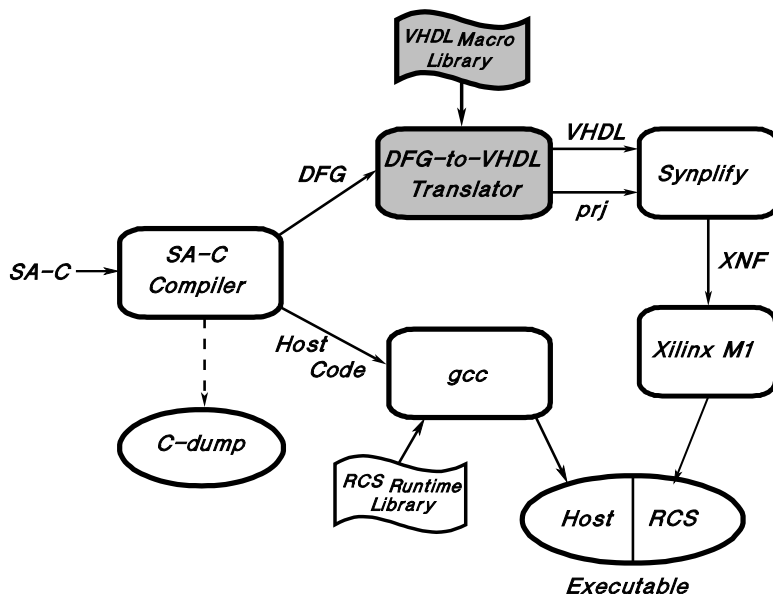 VHDL Macro
Library
DFG
DFG-to-VHDL
Translator
VHDL
prj
Synplify
XNF
SA-C
SA-C
Compiler
Host
Code
gcc
Xilinx M1
C-dump
RCS Runtime
Library
Host
RCS
Executable